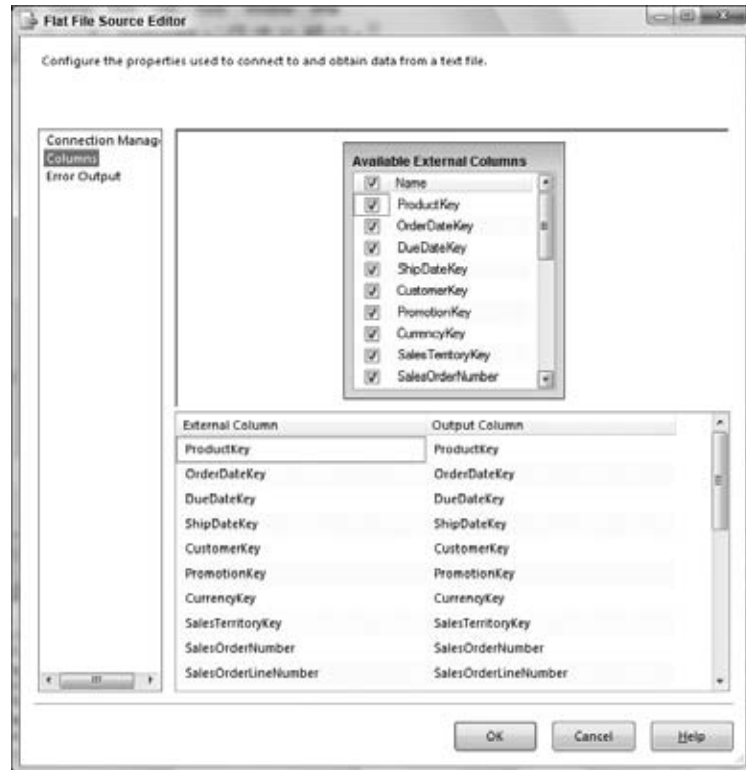 Flat File Source Editor
Configure the properties used to connect to and obtain data from a text file.
Connection Manag
Columns
Error Output
Available External Columns
Name
ProductKey
OrderDateKey
DueDateKey
ShipDateKey
CustomerKey
PromotionKey
CurrencyKey
SalesTerritoryKey
SalesOrderNumber
External Column Output Column
ProductKey ProductKey
OrderDateKey OrderDateKey
DueDateKey DueDateKey
ShipDateKey ShipDateKey
CustomerKey CustomerKey
PromotionKey PromotionKey
CurrencyKey CurrencyKey
SalesTerritoryKey SalesTerritoryKey
SalesOrderNumber SalesOrderNumber
SalesOrderLineNumber SalesOrderLineNumber
OK Cancel Help